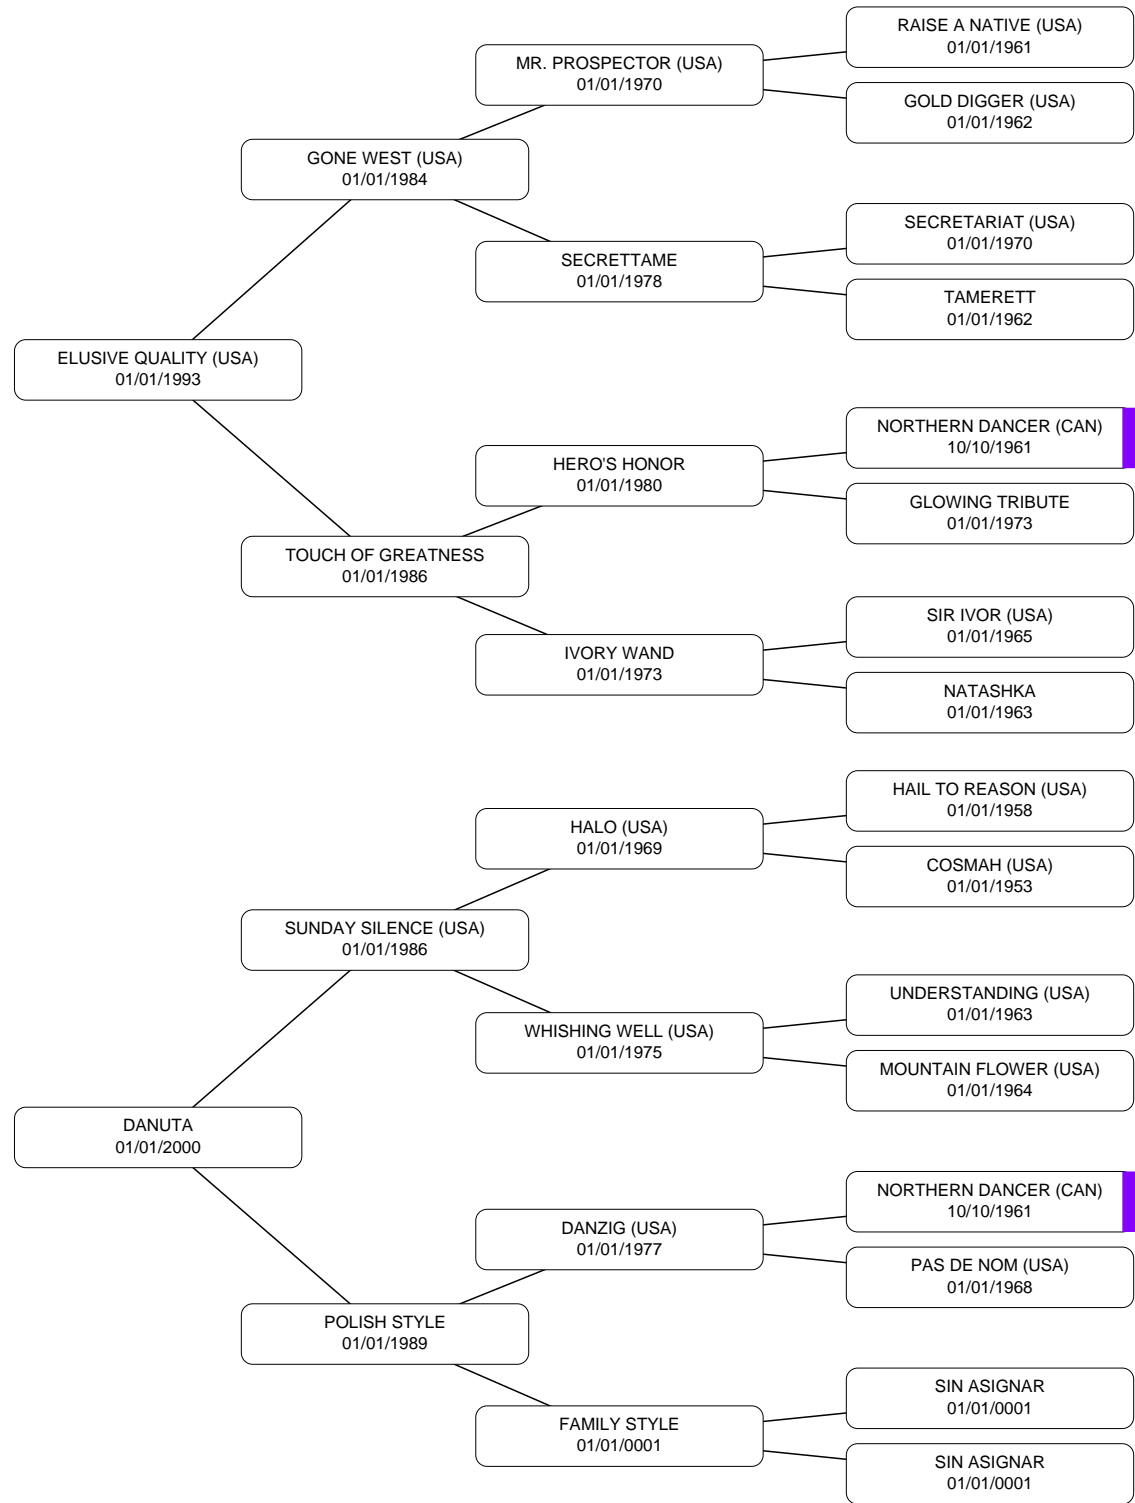 RAISE A NATIVE (USA)
01/01/1961
MR. PROSPECTOR (USA)
01/01/1970
GOLD DIGGER (USA)
01/01/1962
GONE WEST (USA)
01/01/1984
SECRETARIAT (USA)
01/01/1970
SECRETTAME
01/01/1978
TAMERETT
01/01/1962
ELUSIVE QUALITY (USA)
01/01/1993
NORTHERN DANCER (CAN)
10/10/1961
HERO'S HONOR
01/01/1980
GLOWING TRIBUTE
01/01/1973
TOUCH OF GREATNESS
01/01/1986
SIR IVOR (USA)
01/01/1965
IVORY WAND
01/01/1973
NATASHKA
01/01/1963
HAIL TO REASON (USA)
01/01/1958
HALO (USA)
01/01/1969
COSMAH (USA)
01/01/1953
SUNDAY SILENCE (USA)
01/01/1986
UNDERSTANDING (USA)
01/01/1963
WHISHING WELL (USA)
01/01/1975
MOUNTAIN FLOWER (USA)
01/01/1964
DANUTA
01/01/2000
NORTHERN DANCER (CAN)
10/10/1961
DANZIG (USA)
01/01/1977
PAS DE NOM (USA)
01/01/1968
POLISH STYLE
01/01/1989
SIN ASIGNAR
01/01/0001
FAMILY STYLE
01/01/0001
SIN ASIGNAR
01/01/0001